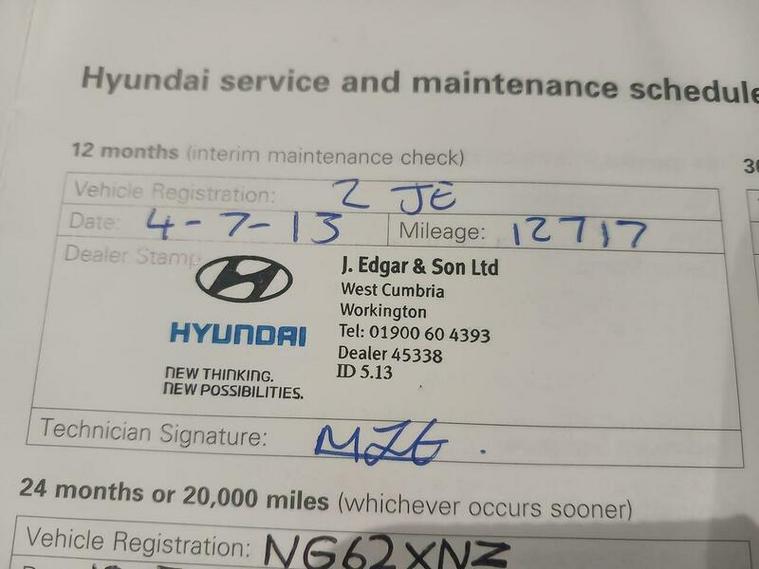 Hyundai service and maintenance schedule
12 months (interim maintenance check)
Vehicle Registration: 2 JE
Date: 4-7-13 Mileage: 12717
Dealer Stamp
HYUNDAI
NEW THINKING.
NEW POSSIBILITIES.
J. Edgar & Son Ltd
West Cumbria
Workington
Tel: 01900 60 4393
Dealer 45338
ID 5.13
Technician Signature:
24 months or 20,000 miles (whichever occurs sooner)
Vehicle Registration: NG62XNZ